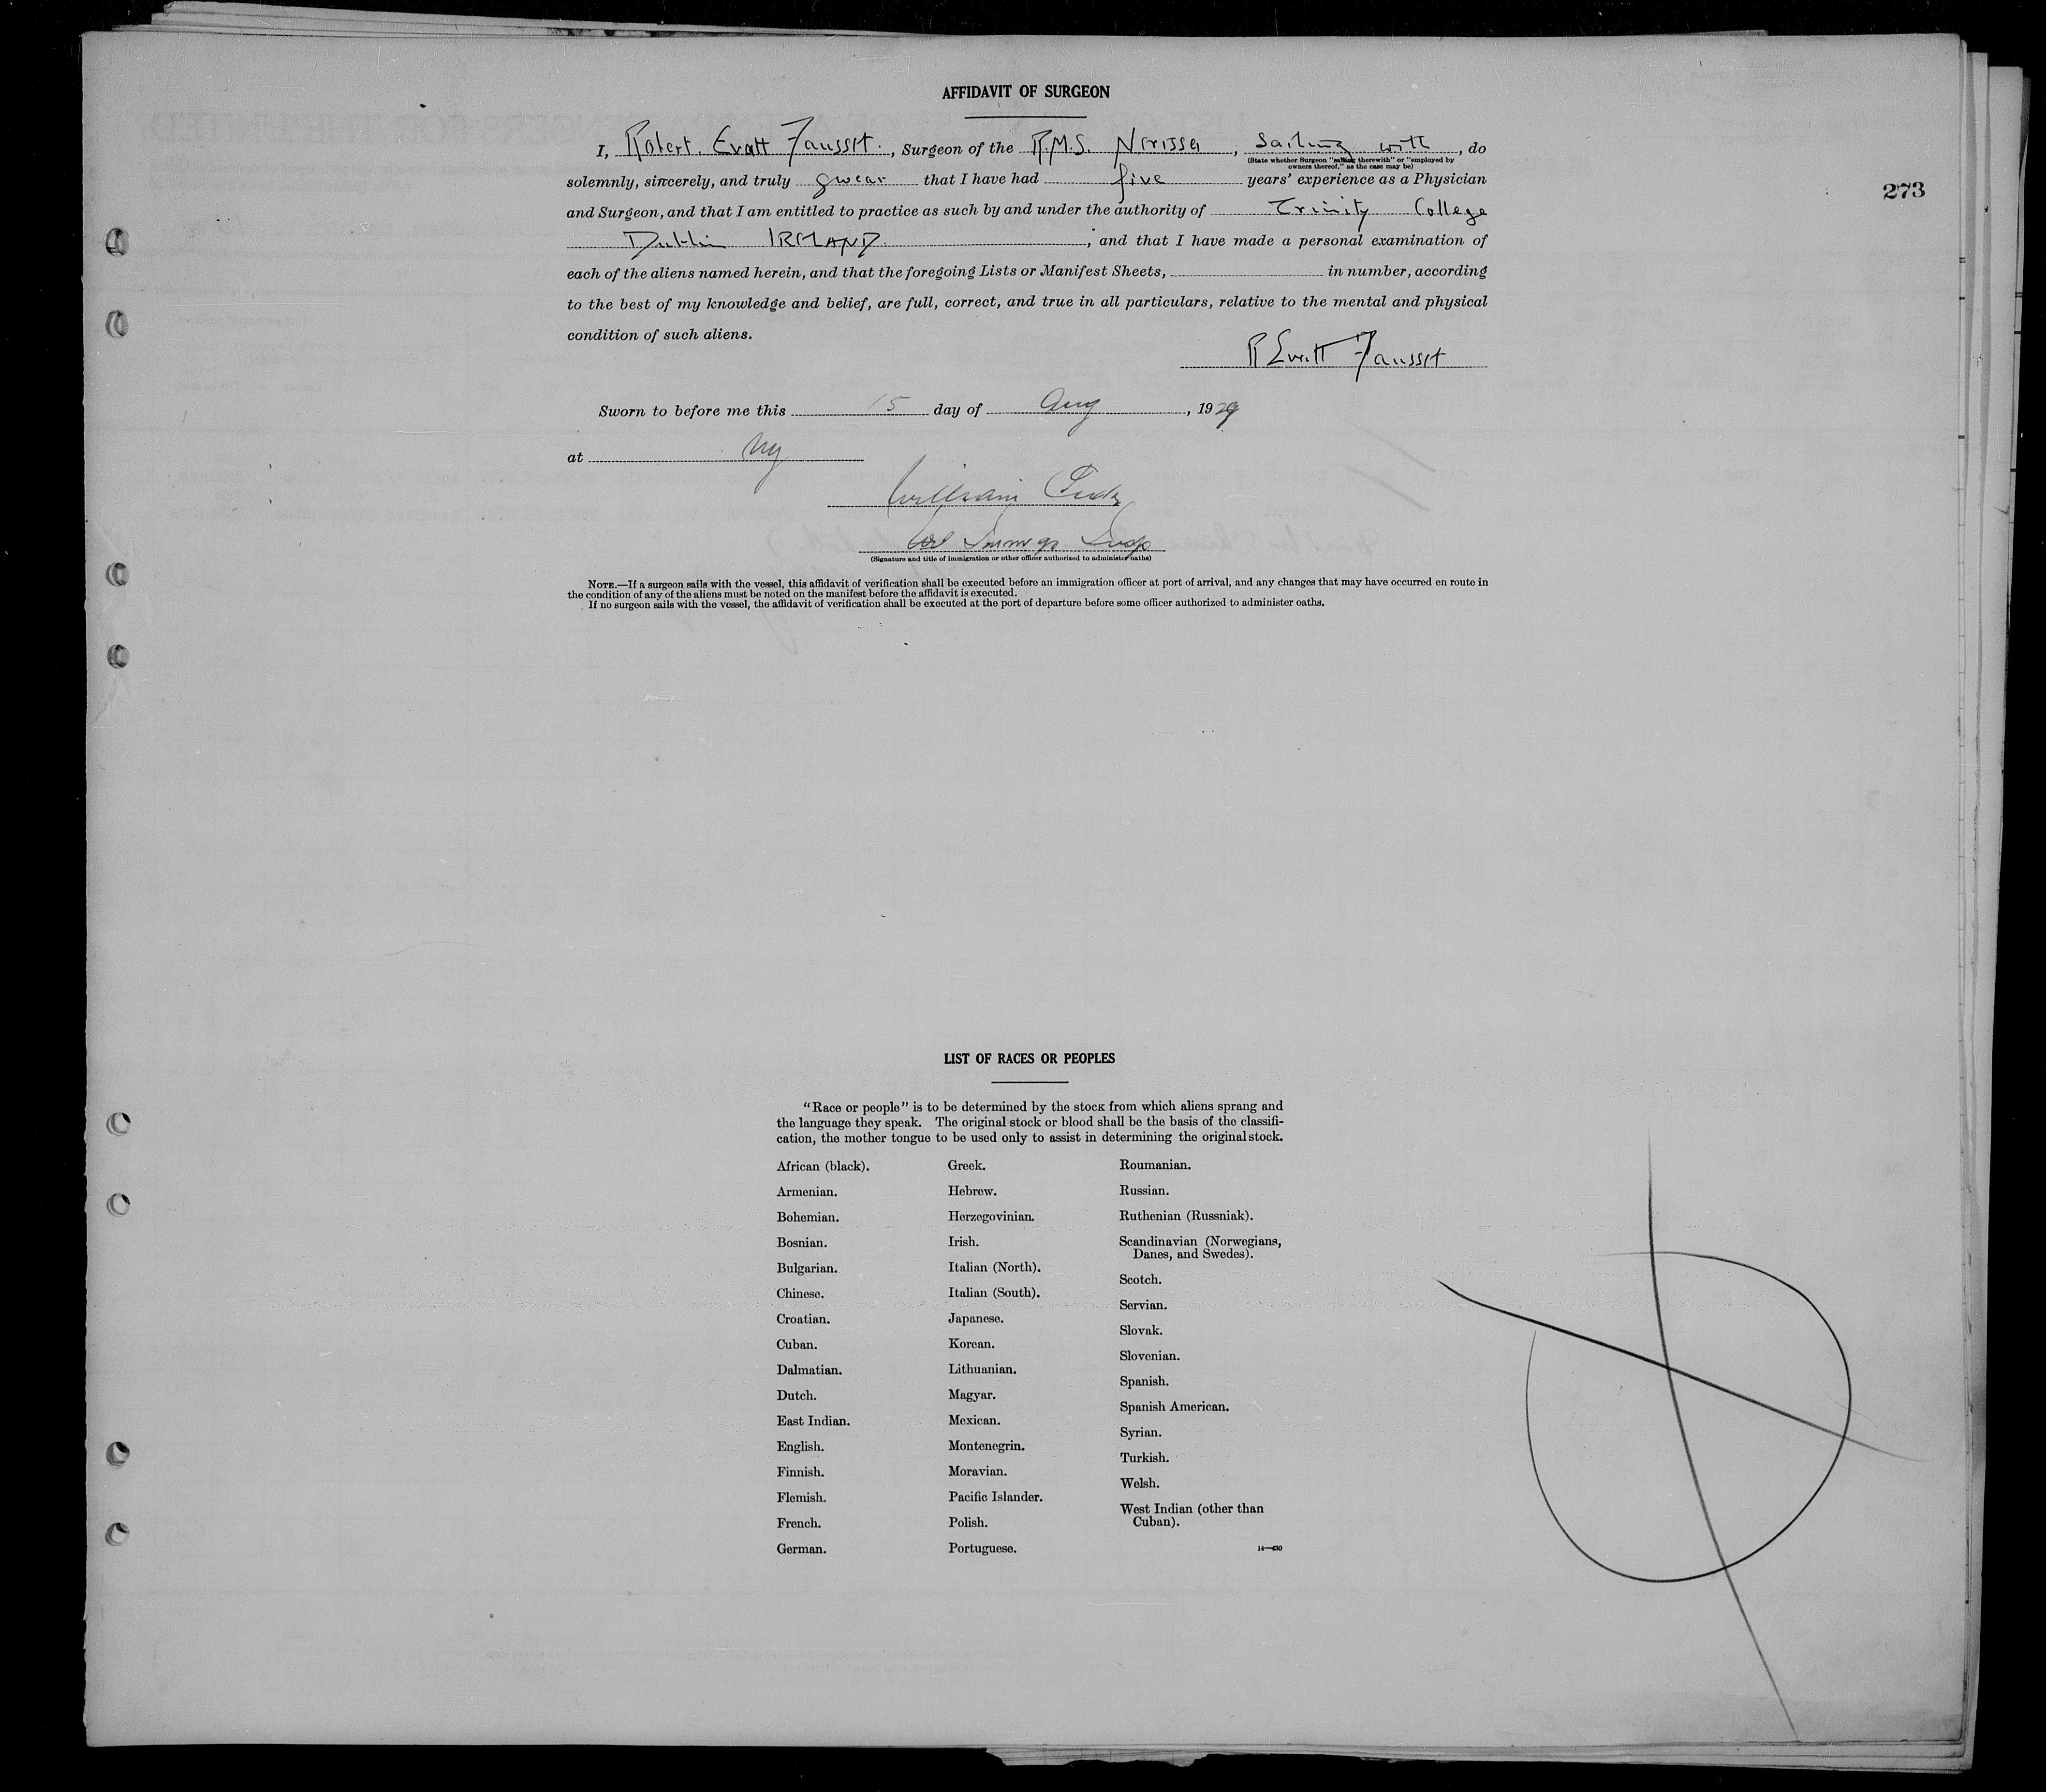 AFFIDAVIT OF SURGEON
I, Robert. Evatt Fausset., Surgeon of the R.M.S. Nerissa, Sailing with, do
(State whether Surgeon "sailing therewith" or "employed by
owners thereof," as the case may be)
solemnly, sincerely, and truly swear that I have had five years' experience as a Physician
273
and Surgeon, and that I am entitled to practice as such by and under the authority of Trinity College
Dublin IRELAND.; and that I have made a personal examination of
each of the aliens named herein, and that the foregoing Lists or Manifest Sheets, in number, according
to the best of my knowledge and belief, are full, correct, and true in all particulars, relative to the mental and physical
condition of such aliens.
R Evatt Fausset
Sworn to before me this 15 day of Aug, 1929
at NY
William
(Signature and title of immigration or other officer authorized to administer oaths)
NOTE.—If a surgeon sails with the vessel, this affidavit of verification shall be executed before an immigration officer at port of arrival, and any changes that may have occurred en route in
the condition of any of the aliens must be noted on the manifest before the affidavit is executed.
If no surgeon sails with the vessel, the affidavit of verification shall be executed at the port of departure before some officer authorized to administer oaths.
LIST OF RACES OR PEOPLES
"Race or people" is to be determined by the stock from which aliens sprang and
the language they speak. The original stock or blood shall be the basis of the classifi-
cation, the mother tongue to be used only to assist in determining the original stock.
African (black).
Armenian.
Bohemian.
Bosnian.
Bulgarian.
Chinese.
Croatian.
Cuban.
Dalmatian.
Dutch.
East Indian.
English.
Finnish.
Flemish.
French.
German.
Greek.
Hebrew.
Herzegovinian.
Irish.
Italian (North).
Italian (South).
Japanese.
Korean.
Lithuanian.
Magyar.
Mexican.
Montenegrin.
Moravian.
Pacific Islander.
Polish.
Portuguese.
Roumanian.
Russian.
Ruthenian (Russniak).
Scandinavian (Norwegians,
Danes, and Swedes).
Scotch.
Servian.
Slovak.
Slovenian.
Spanish.
Spanish American.
Syrian.
Turkish.
Welsh.
West Indian (other than
Cuban).
14—430